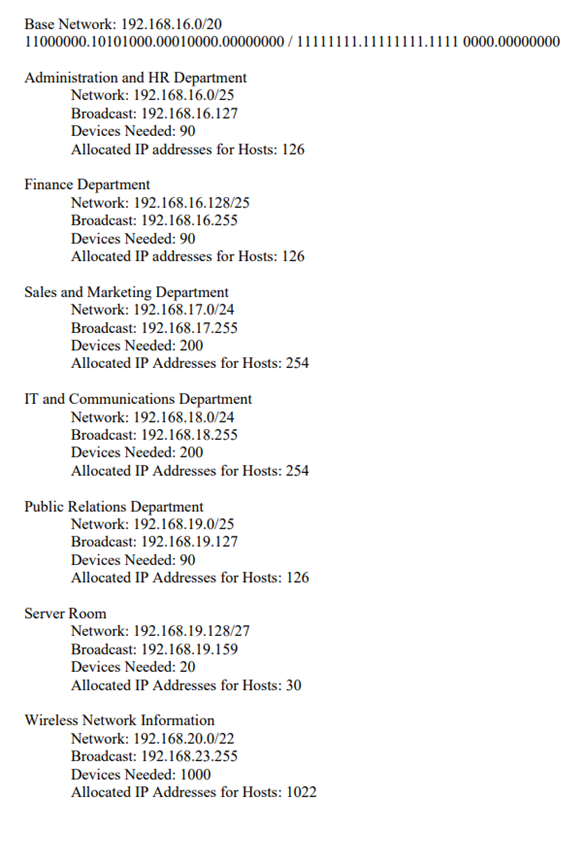 Base Network: 192.168.16.0/20
11000000.10101000.00010000.00000000 / 11111111.11111111.1111 0000.00000000
Administration and HR Department
Network: 192.168.16.0/25
Broadcast: 192.168.16.127
Devices Needed: 90
Allocated IP addresses for Hosts: 126
Finance Department
Network: 192.168.16.128/25
Broadcast: 192.168.16.255
Devices Needed: 90
Allocated IP addresses for Hosts: 126
Sales and Marketing Department
Network: 192.168.17.0/24
Broadcast: 192.168.17.255
Devices Needed: 200
Allocated IP Addresses for Hosts: 254
IT and Communications Department
Network: 192.168.18.0/24
Broadcast: 192.168.18.255
Devices Needed: 200
Allocated IP Addresses for Hosts: 254
Public Relations Department
Network: 192.168.19.0/25
Broadcast: 192.168.19.127
Devices Needed: 90
Allocated IP Addresses for Hosts: 126
Server Room
Network: 192.168.19.128/27
Broadcast: 192.168.19.159
Devices Needed: 20
Allocated IP Addresses for Hosts: 30
Wireless Network Information
Network: 192.168.20.0/22
Broadcast: 192.168.23.255
Devices Needed: 1000
Allocated IP Addresses for Hosts: 1022